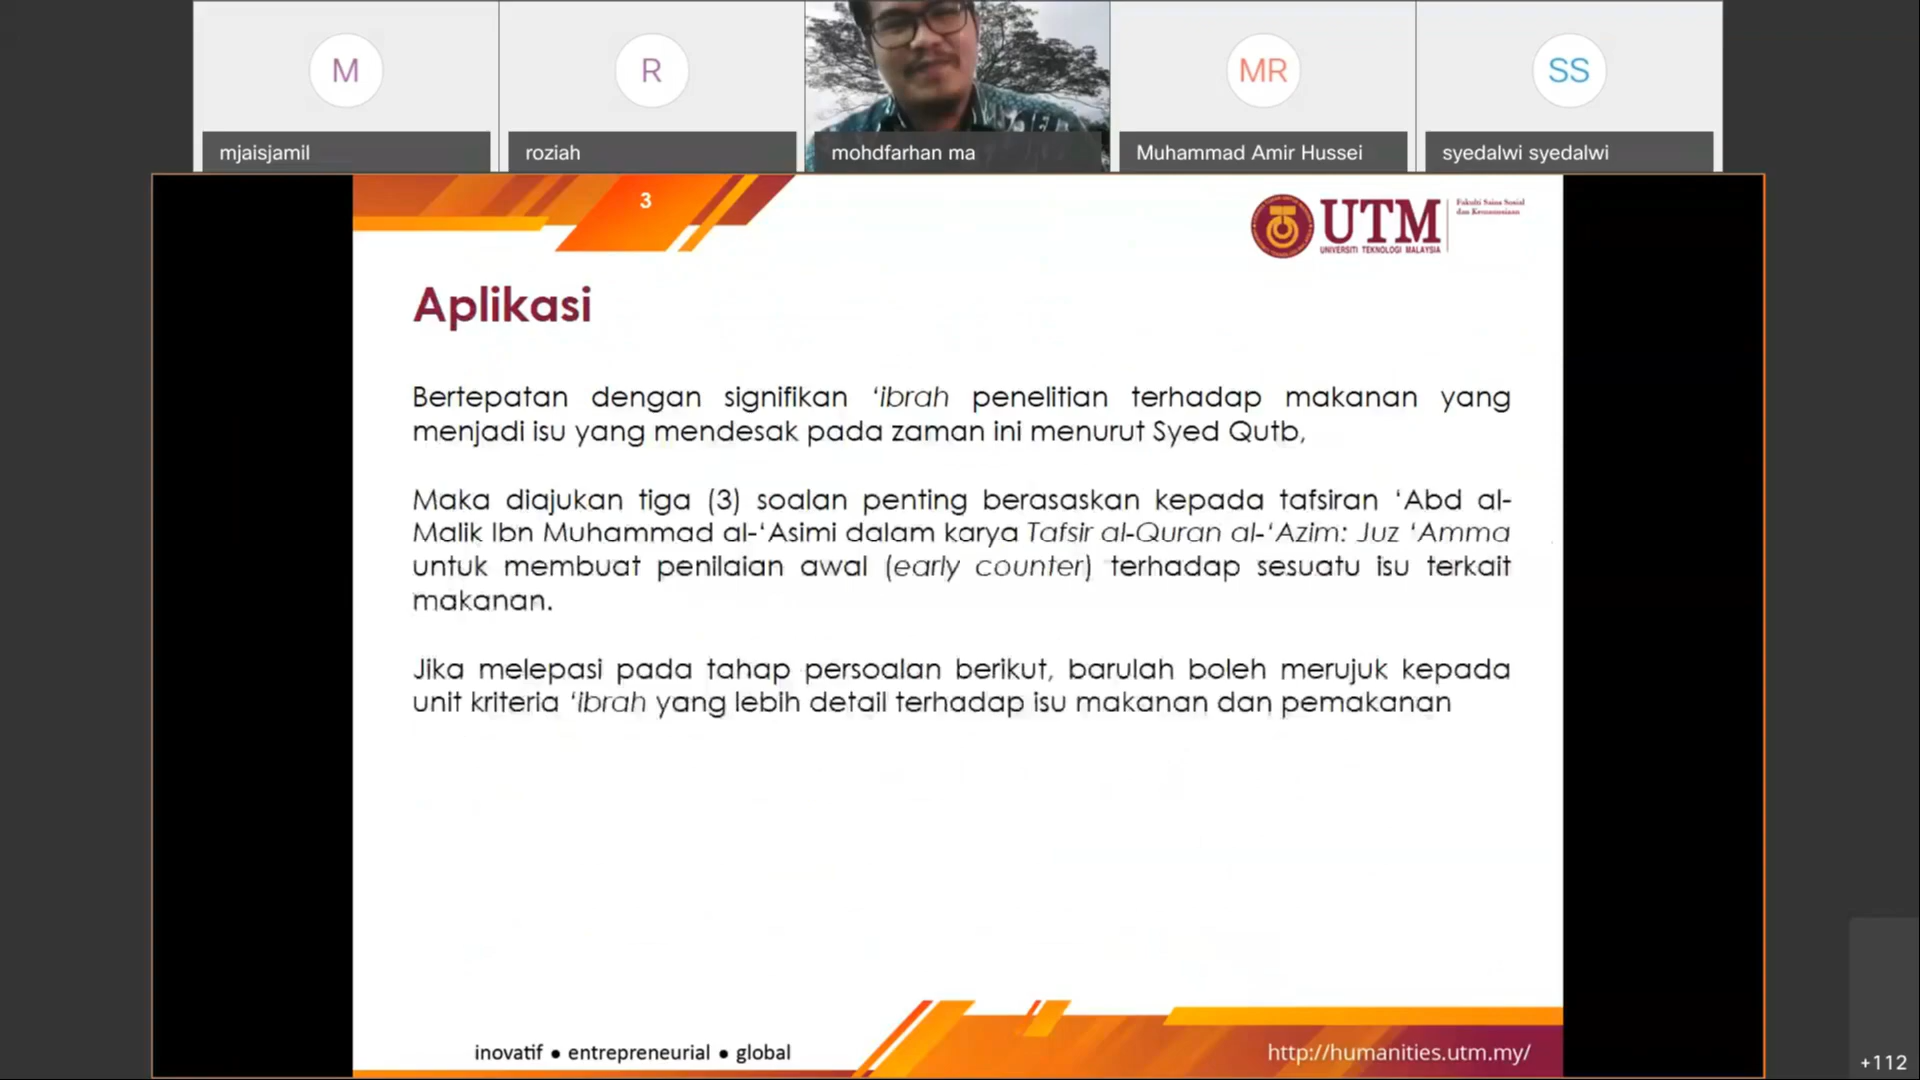 M
R
MR
SS
mjaisjamil
roziah
mohdfarhan ma
Muhammad Amir Hussei
syedalwi syedalwi
3
UTM
UNIVERSITI TEKNOLOGI MALAYSIA
Fakulti Sains Sosial
dan Kemanusiaan
Aplikasi
Bertepatan dengan signifikan ‘ibrah penelitian terhadap makanan yang
menjadi isu yang mendesak pada zaman ini menurut Syed Qutb,
Maka diajukan tiga (3) soalan penting berasaskan kepada tafsiran ‘Abd al-
Malik Ibn Muhammad al-‘Asimi dalam karya Tafsir al-Quran al-‘Azim: Juz ‘Amma
untuk membuat penilaian awal (early counter) terhadap sesuatu isu terkait
makanan.
Jika melepasi pada tahap persoalan berikut, barulah boleh merujuk kepada
unit kriteria ‘ibrah yang lebih detail terhadap isu makanan dan pemakanan
inovatif ● entrepreneurial ● global
http://humanities.utm.my/
+112